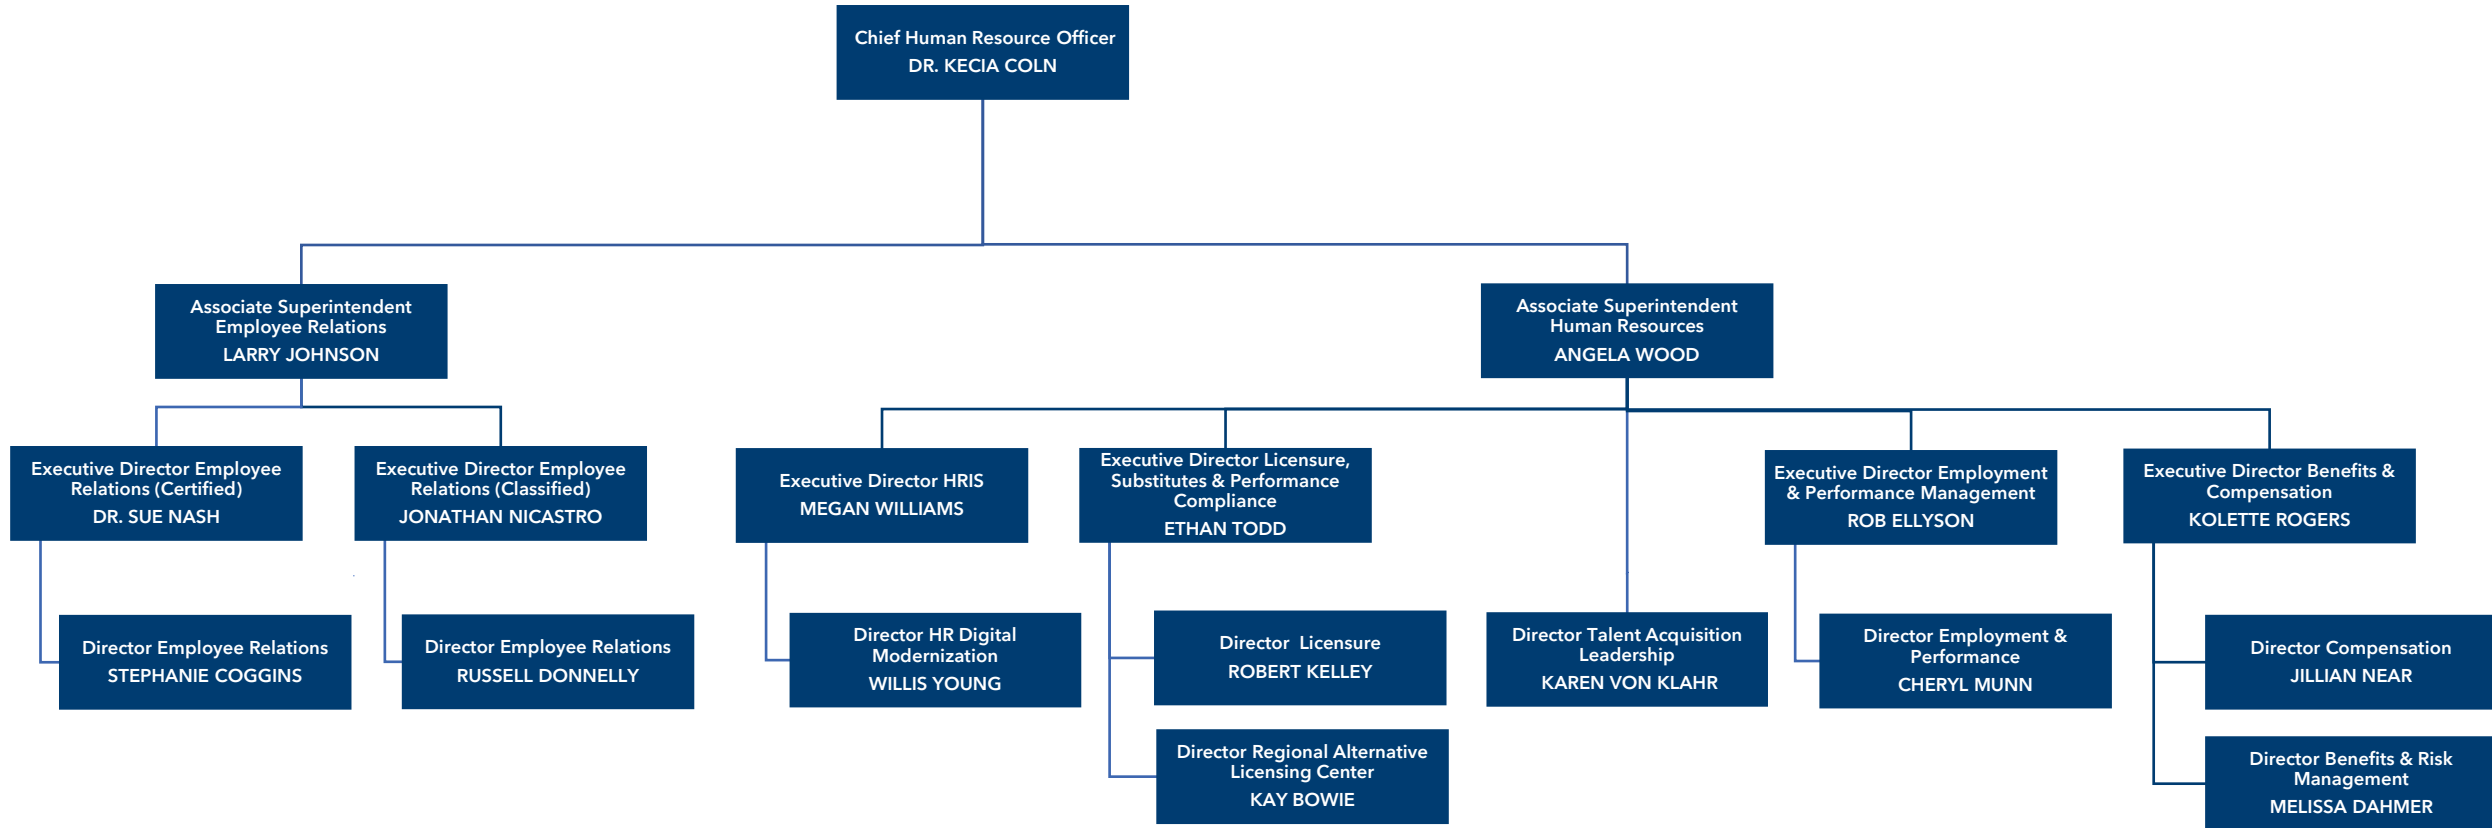 Chief Human Resource Officer
DR. KECIA COLN
Associate Superintendent
Employee Relations
LARRY JOHNSON
Associate Superintendent
Human Resources
ANGELA WOOD
Executive Director Employee
Relations (Certified)
DR. SUE NASH
Executive Director Employee
Relations (Classified)
JONATHAN NICASTRO
Executive Director HRIS
MEGAN WILLIAMS
Executive Director Licensure,
Substitutes & Performance
Compliance
ETHAN TODD
Executive Director Employment
& Performance Management
ROB ELLYSON
Executive Director Benefits &
Compensation
KOLETTE ROGERS
Director Employee Relations
STEPHANIE COGGINS
Director Employee Relations
RUSSELL DONNELLY
Director HR Digital
Modernization
WILLIS YOUNG
Director Licensure
ROBERT KELLEY
Director Talent Acquisition
Leadership
KAREN VON KLAHR
Director Employment &
Performance
CHERYL MUNN
Director Compensation
JILLIAN NEAR
Director Regional Alternative
Licensing Center
KAY BOWIE
Director Benefits & Risk
Management
MELISSA DAHMER